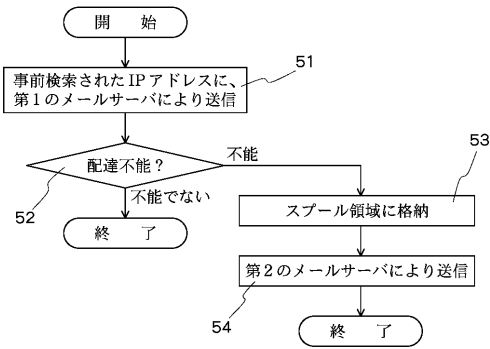 開　始
事前検索されたIPアドレスに、
第1のメールサーバにより送信
51
配達不能？
52
不能
不能でない
終　了
スプール領域に格納
53
第2のメールサーバにより送信
54
終　了